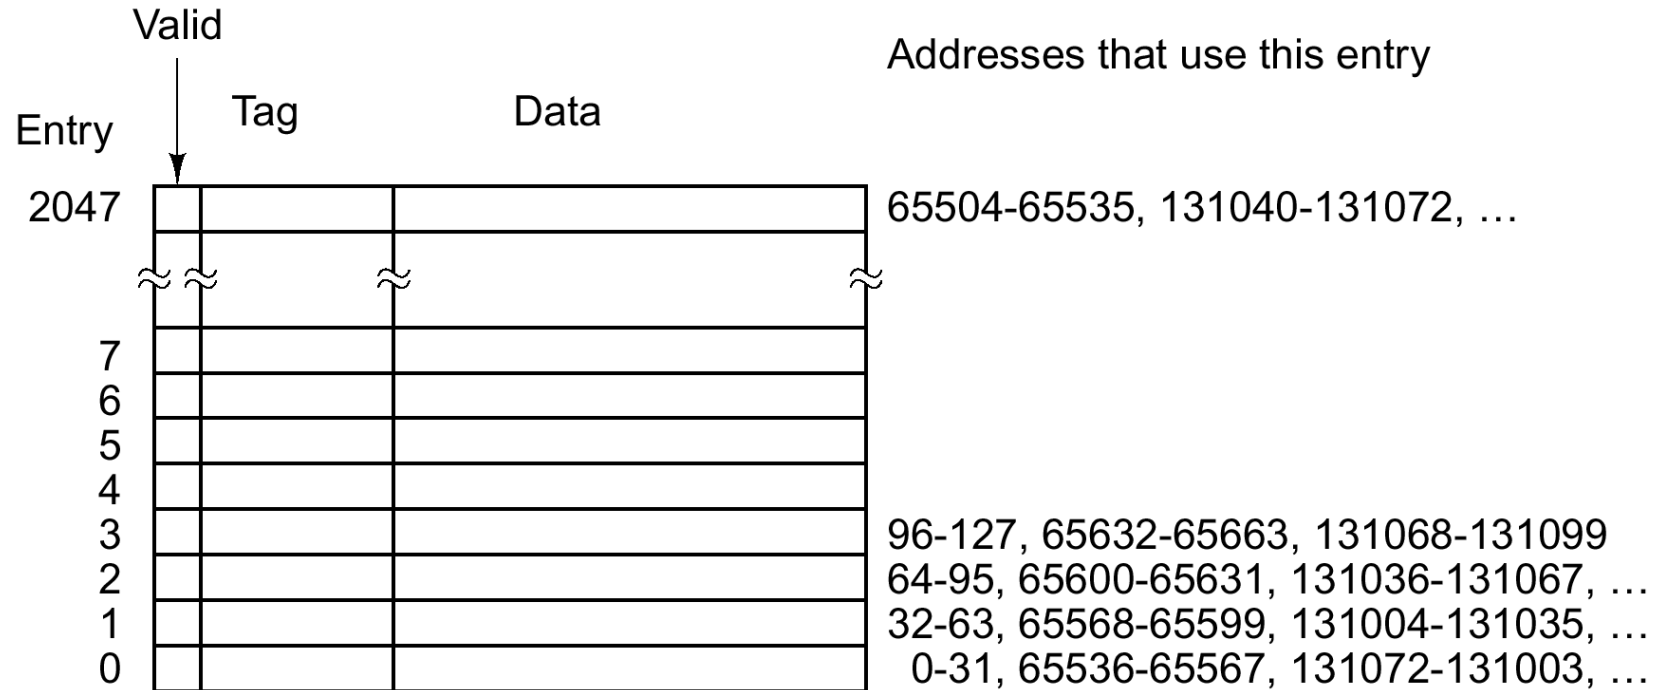 Valid
Addresses that use this entry
Tag Data
Entry
2047 65504-65535, 131040-131072, …
7
6
5
4
3 96-127, 65632-65663, 131068-131099
2 64-95, 65600-65631, 131036-131067, …
1 32-63, 65568-65599, 131004-131035, …
0 0-31, 65536-65567, 131072-131003, …